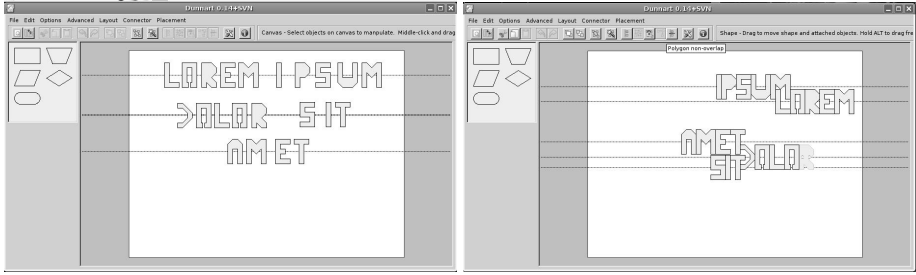 Dunnart 0.14+SVN
File Edit Options Advanced Layout Connector Placement
Canvas - Select objects on canvas to manipulate. Middle-click and drag
LOREM IPSUM
DOLOR SIT
AMET
Dunnart 0.14+SVN
File Edit Options Advanced Layout Connector Placement
Shape - Drag to move shape and attached objects. Hold ALT to drag fre
Polygon non-overlap
IPSUM
LOREM
AMET
DOLOR
SIT